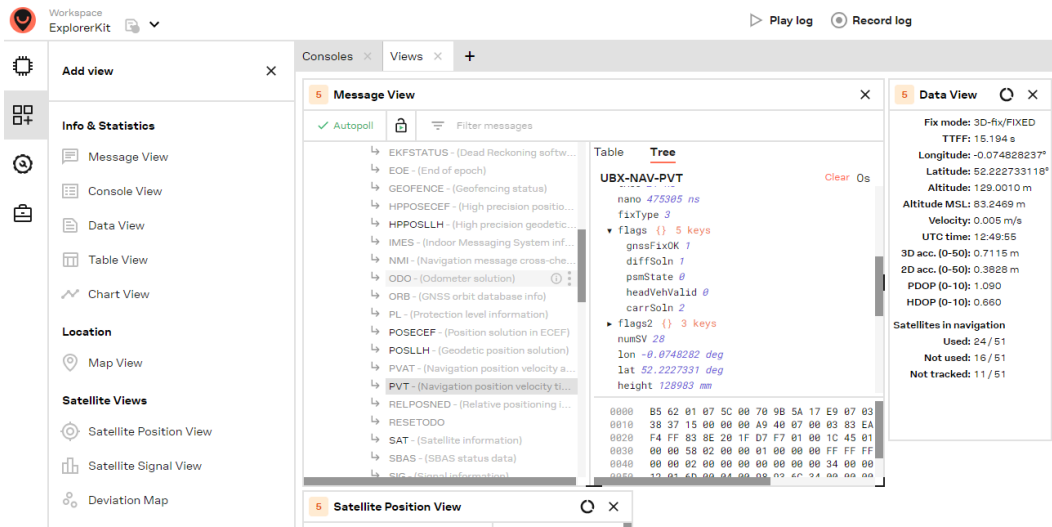 Workspace
ExplorerKit
Play log
Record log
Add view
Info & Statistics
Message View
Console View
Data View
Table View
Chart View
Location
Map View
Satellite Views
Satellite Position View
Satellite Signal View
Deviation Map
Consoles
Views
5 Message View
Autopoll
Filter messages
EKFSTATUS - (Dead Reckoning softw...
EOE - (End of epoch)
GEOFENCE - (Geofencing status)
HPPOSECEF - (High precision positio...
HPPOSLLH - (High precision geodetic...
IMES - (Indoor Messaging System inf...
NMI - (Navigation message cross-che...
ODO - (Odometer solution)
ORB - (GNSS orbit database info)
PL - (Protection level information)
POSECEF - (Position solution in ECEF)
POSLLH - (Geodetic position solution)
PVAT - (Navigation position velocity a...
PVT - (Navigation position velocity ti...
RELPOSNED - (Relative positioning i...
RESETODO
SAT - (Satellite information)
SBAS - (SBAS status data)
SIG - (Signal information)
Table
Tree
UBX-NAV-PVT
Clear 0s
nano 475305 ns
fixType 3
flags {} 5 keys
gnssFixOK 1
diffSoln 1
psmState 0
headVehValid 0
carrSoln 2
flags2 {} 3 keys
numSV 28
lon -0.0748282 deg
lat 52.2227331 deg
height 128983 mm
0000 B5 62 01 07 5C 00 70 9B 5A 17 E9 07 03
0010 38 37 15 00 00 00 A9 40 07 00 03 83 EA
0020 F4 FF 83 8E 20 1F D7 F7 01 00 1C 45 01
0030 00 00 58 02 00 00 01 00 00 00 FF FF FF
0040 00 00 02 00 00 00 00 00 00 00 34 00 00
5 Data View
Fix mode: 3D-fix/FIXED
TTFF: 15.194 s
Longitude: -0.074828237°
Latitude: 52.222733118°
Altitude: 129.0010 m
Altitude MSL: 83.2469 m
Velocity: 0.005 m/s
UTC time: 12:49:55
3D acc. (0-50): 0.7115 m
2D acc. (0-50): 0.3828 m
PDOP (0-10): 1.090
HDOP (0-10): 0.660
Satellites in navigation
Used: 24/51
Not used: 16/51
Not tracked: 11/51
5 Satellite Position View